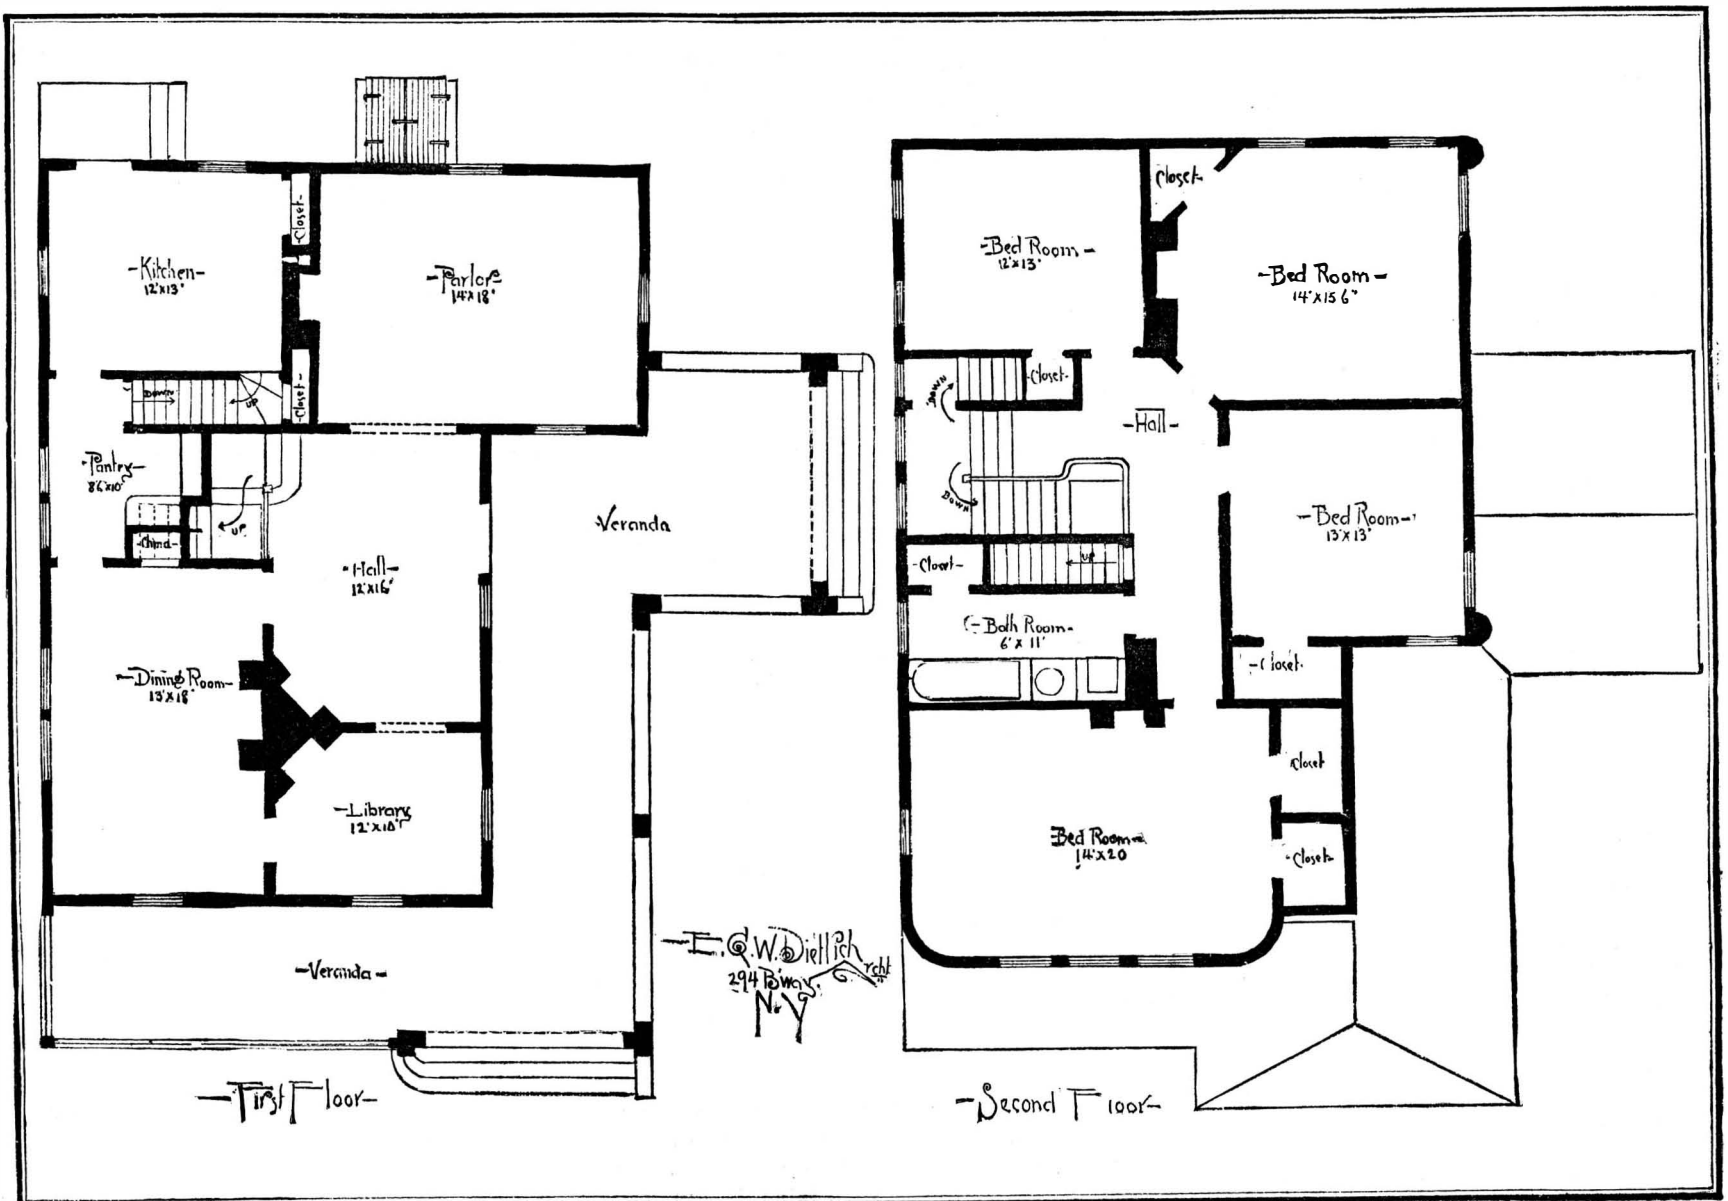 Kitchen
12'x13'
Closet
Parlor
14'x18'
Closet
Down
Up
Pantry
8'6"x10'
Up
China
Hall
12'x16'
Veranda
Dining Room
13'x18'
Library
Veranda
First Floor
E. G. W. Dietrich
Archt
294 B'way.
N.Y
Closet
Bed Room
12'x13'
Bed Room
14'x15'6"
Down
Closet
Hall
Down
Bed Room
13'x13'
Closet
Up
Bath Room
6'x11'
Closet
Closet
Bed Room
14'x20
Closet
Second Floor